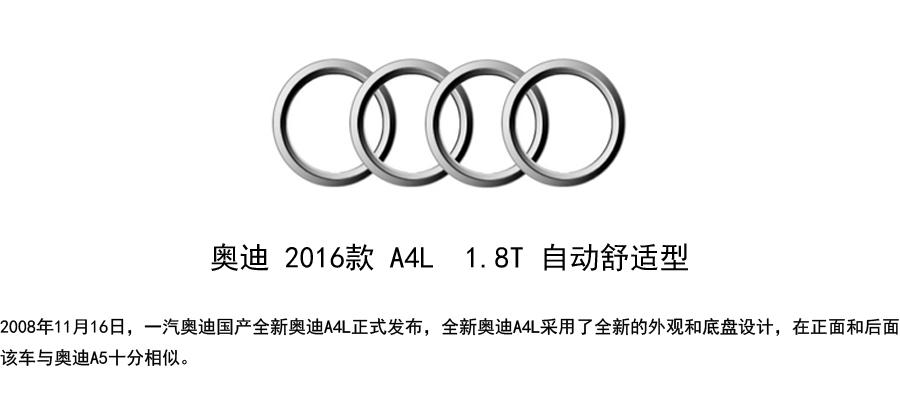 奥迪 2016款 A4L  1.8T 自动舒适型
2008年11月16日，一汽奥迪国产全新奥迪A4L正式发布，全新奥迪A4L采用了全新的外观和底盘设计，在正面和后面
该车与奥迪A5十分相似。